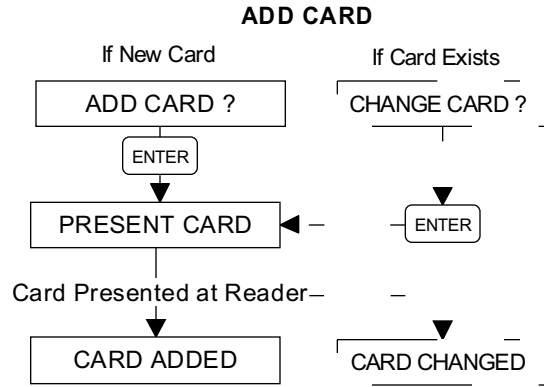 ADD CARD
If New Card
If Card Exists
ADD CARD ?
CHANGE CARD ?
ENTER
PRESENT CARD
ENTER
Card Presented at Reader
CARD ADDED
CARD CHANGED